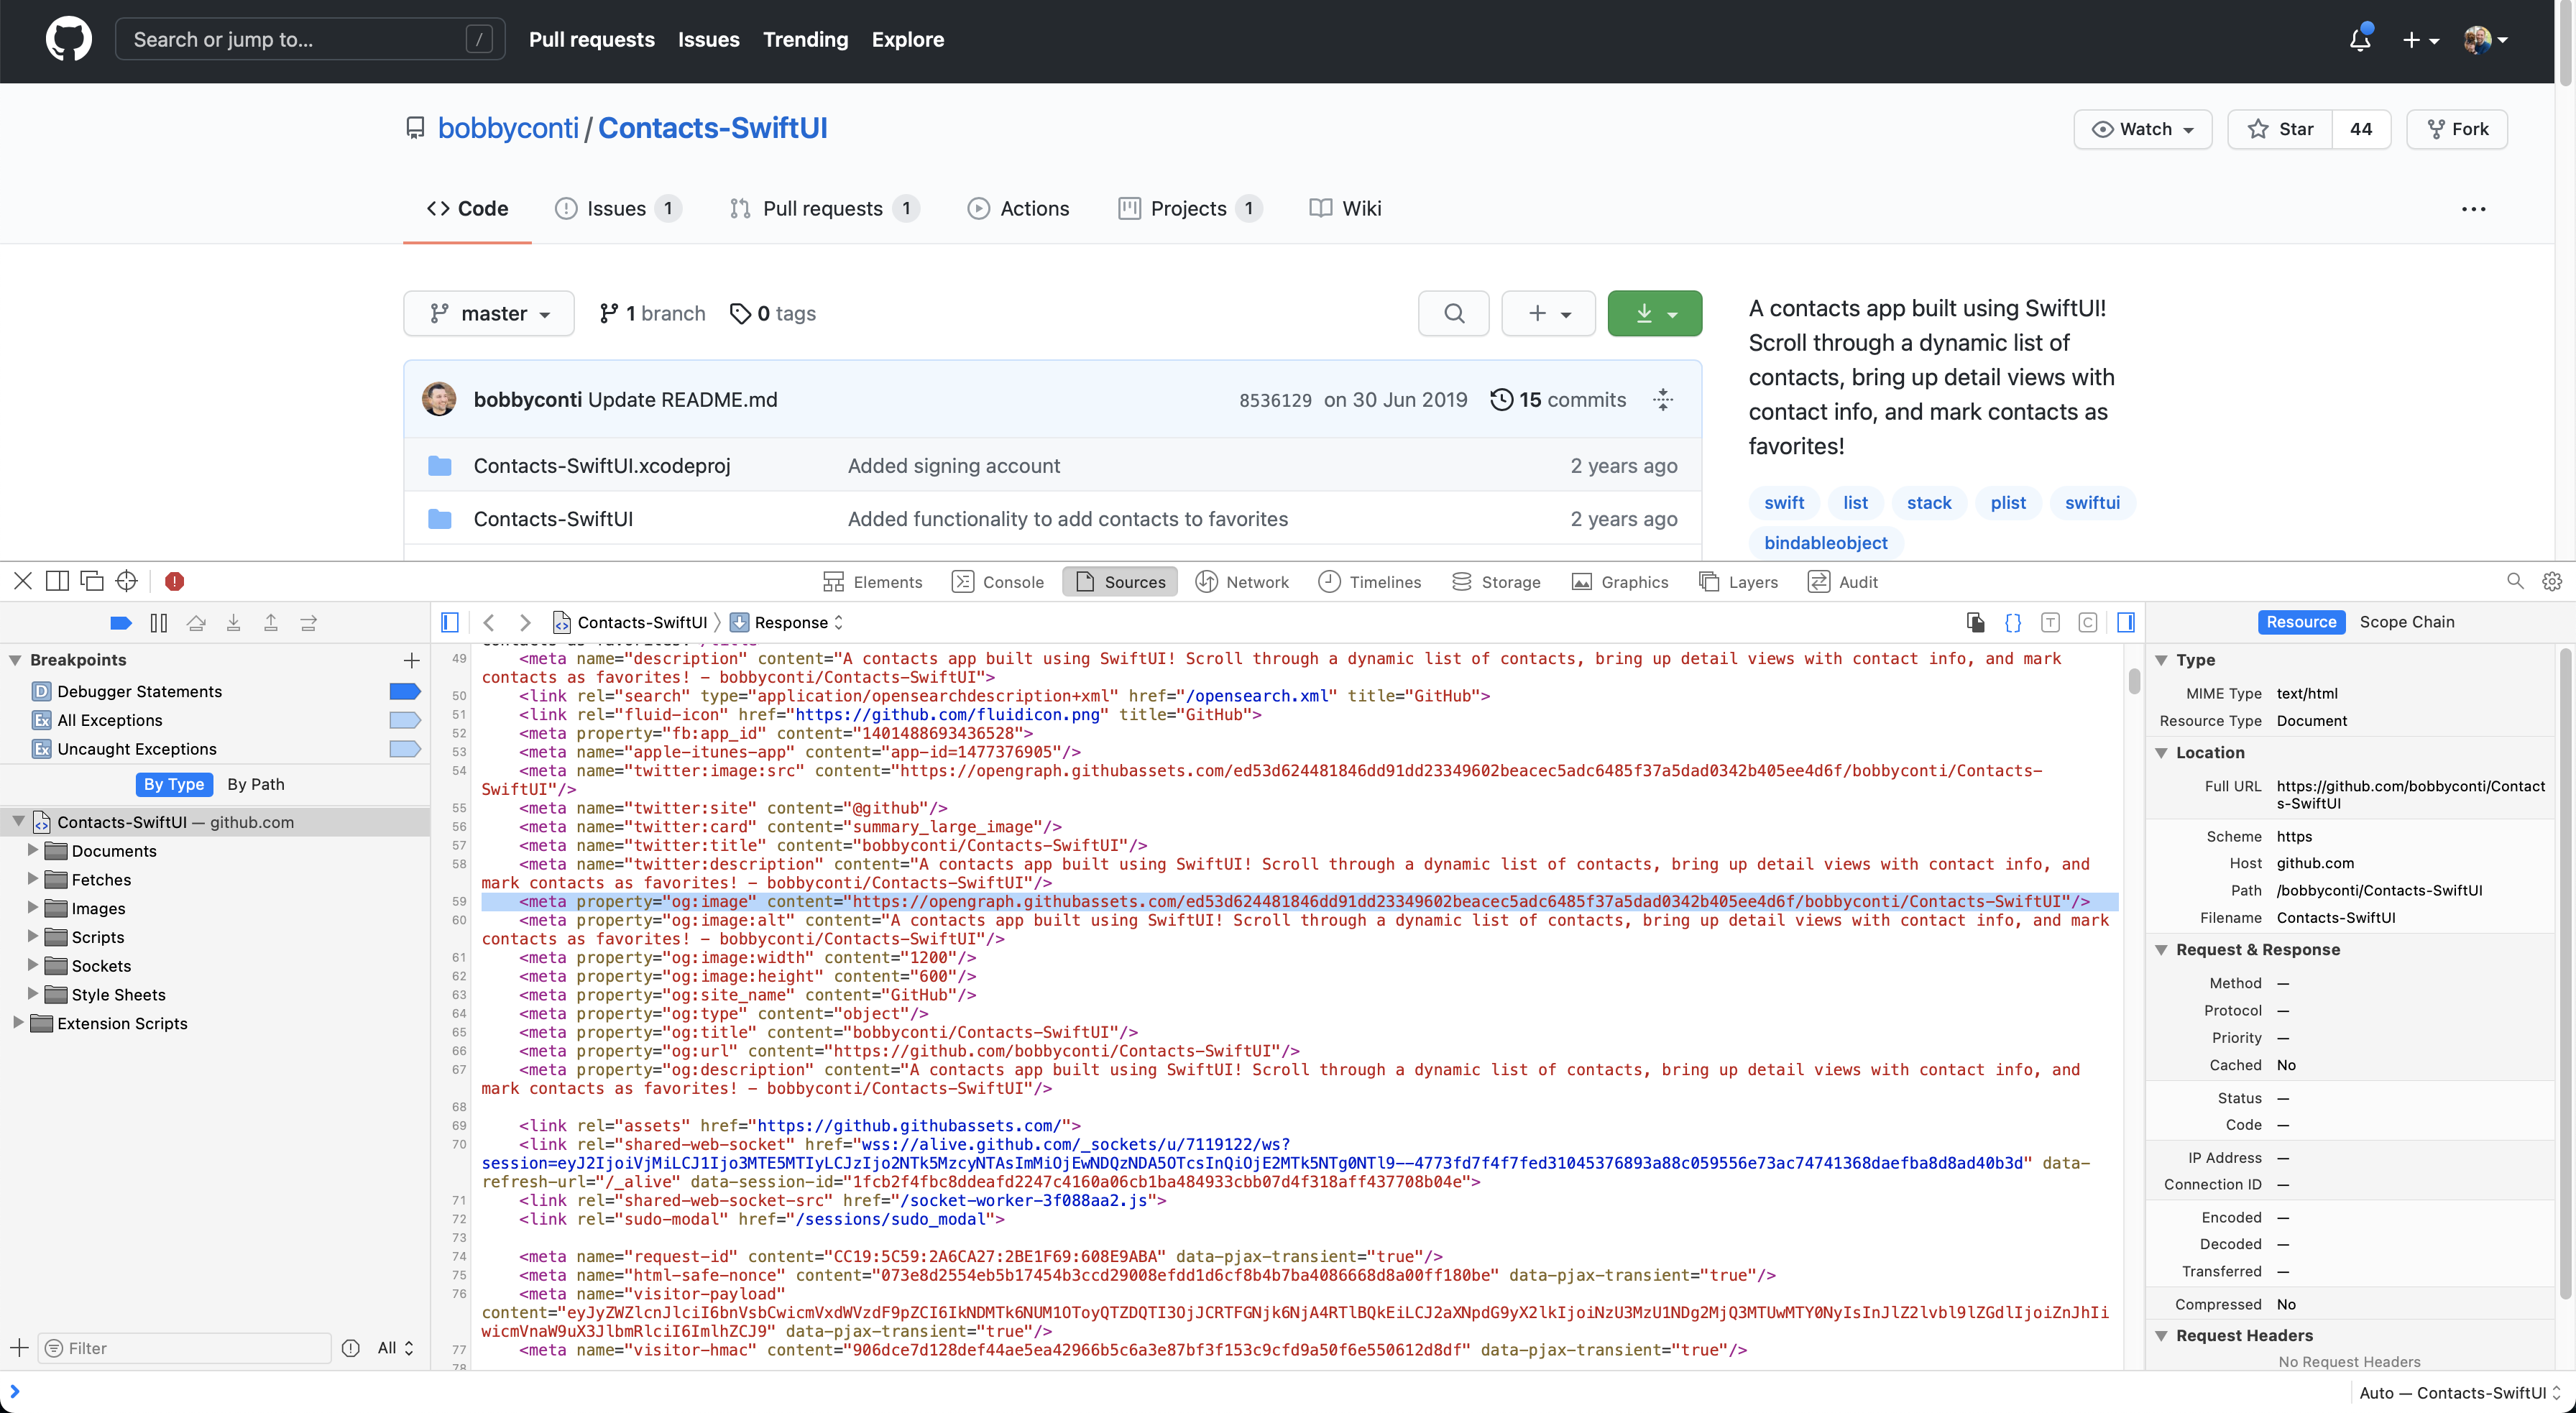 Search or jump to... / Pull requests Issues Trending Explore
bobbyconti / Contacts-SwiftUI Watch Star 44 Fork
Code Issues 1 Pull requests 1 Actions Projects 1 Wiki ...
master 1 branch 0 tags
A contacts app built using SwiftUI!
Scroll through a dynamic list of
contacts, bring up detail views with
contact info, and mark contacts as
favorites!
bobbyconti Update README.md 8536129 on 30 Jun 2019 15 commits
Contacts-SwiftUI.xcodeproj Added signing account 2 years ago
Contacts-SwiftUI Added functionality to add contacts to favorites 2 years ago
swift list stack plist swiftui
bindableobject
Elements Console Sources Network Timelines Storage Graphics Layers Audit
Contacts-SwiftUI Response
Breakpoints
Debugger Statements
All Exceptions
Uncaught Exceptions
By Type By Path
Contacts-SwiftUI — github.com
Documents
Fetches
Images
Scripts
Sockets
Style Sheets
Extension Scripts
Filter All
49 <meta name="description" content="A contacts app built using SwiftUI! Scroll through a dynamic list of contacts, bring up detail views with contact info, and mark
contacts as favorites! - bobbyconti/Contacts-SwiftUI">
50 <link rel="search" type="application/opensearchdescription+xml" href="/opensearch.xml" title="GitHub">
51 <link rel="fluid-icon" href="https://github.com/fluidicon.png" title="GitHub">
52 <meta property="fb:app_id" content="1401488693436528">
53 <meta name="apple-itunes-app" content="app-id=1477376905"/>
54 <meta name="twitter:image:src" content="https://opengraph.githubassets.com/ed53d624481846dd91dd23349602beacec5adc6485f37a5dad0342b405ee4d6f/bobbyconti/Contacts-
SwiftUI"/>
55 <meta name="twitter:site" content="@github"/>
56 <meta name="twitter:card" content="summary_large_image"/>
57 <meta name="twitter:title" content="bobbyconti/Contacts-SwiftUI"/>
58 <meta name="twitter:description" content="A contacts app built using SwiftUI! Scroll through a dynamic list of contacts, bring up detail views with contact info, and
mark contacts as favorites! - bobbyconti/Contacts-SwiftUI"/>
59 <meta property="og:image" content="https://opengraph.githubassets.com/ed53d624481846dd91dd23349602beacec5adc6485f37a5dad0342b405ee4d6f/bobbyconti/Contacts-SwiftUI"/>
60 <meta property="og:image:alt" content="A contacts app built using SwiftUI! Scroll through a dynamic list of contacts, bring up detail views with contact info, and mark
contacts as favorites! - bobbyconti/Contacts-SwiftUI"/>
61 <meta property="og:image:width" content="1200"/>
62 <meta property="og:image:height" content="600"/>
63 <meta property="og:site_name" content="GitHub"/>
64 <meta property="og:type" content="object"/>
65 <meta property="og:title" content="bobbyconti/Contacts-SwiftUI"/>
66 <meta property="og:url" content="https://github.com/bobbyconti/Contacts-SwiftUI"/>
67 <meta property="og:description" content="A contacts app built using SwiftUI! Scroll through a dynamic list of contacts, bring up detail views with contact info, and
mark contacts as favorites! - bobbyconti/Contacts-SwiftUI"/>
68
69 <link rel="assets" href="https://github.githubassets.com/">
70 <link rel="shared-web-socket" href="wss://alive.github.com/_sockets/u/7119122/ws?
session=eyJ2IjoiVjMiLCJ1Ijo3MTE5MTIyLCJzIjo2NTk5MzcyNTAsImMiOjEwNDQzNDA5OTcsInQiOjE2MTk5NTg0NTl9--4773fd7f4f7fed31045376893a88c059556e73ac74741368daefba8d8ad40b3d" data-
refresh-url="/_alive" data-session-id="1fcb2f4fbc8ddeafd2247c4160a06cb1ba484933cbb07d4f318aff437708b04e">
71 <link rel="shared-web-socket-src" href="/socket-worker-3f088aa2.js">
72 <link rel="sudo-modal" href="/sessions/sudo_modal">
73
74 <meta name="request-id" content="CC19:5C59:2A6CA27:2BE1F69:608E9ABA" data-pjax-transient="true"/>
75 <meta name="html-safe-nonce" content="073e8d2554eb5b17454b3ccd29008efdd1d6cf8b4b7ba4086668d8a00ff180be" data-pjax-transient="true"/>
76 <meta name="visitor-payload"
content="eyJyZWZlcnJlciI6bnVsbCwicmVxdWVzdF9pZCI6IkNDMTk6NUM1OToyQTZDQTI3OjJCRTFGNjk6NjA4RTlBQkEiLCJ2aXNpdG9yX2lkIjoiNzU3MzU1NDg2MjQ3MTUwMTY0NyIsInJlZ2lvbl9lZGdlIjoiZnJhIi
wicmVnaW9uX3JlbmRlciI6ImlhZCJ9" data-pjax-transient="true"/>
77 <meta name="visitor-hmac" content="906dce7d128def44ae5ea42966b5c6a3e87bf3f153c9cfd9a50f6e550612d8df" data-pjax-transient="true"/>
78
Resource Scope Chain
Type
MIME Type text/html
Resource Type Document
Location
Full URL https://github.com/bobbyconti/Contact
s-SwiftUI
Scheme https
Host github.com
Path /bobbyconti/Contacts-SwiftUI
Filename Contacts-SwiftUI
Request & Response
Method —
Protocol —
Priority —
Cached No
Status —
Code —
IP Address —
Connection ID —
Encoded —
Decoded —
Transferred —
Compressed No
Request Headers
No Request Headers
Auto — Contacts-SwiftUI